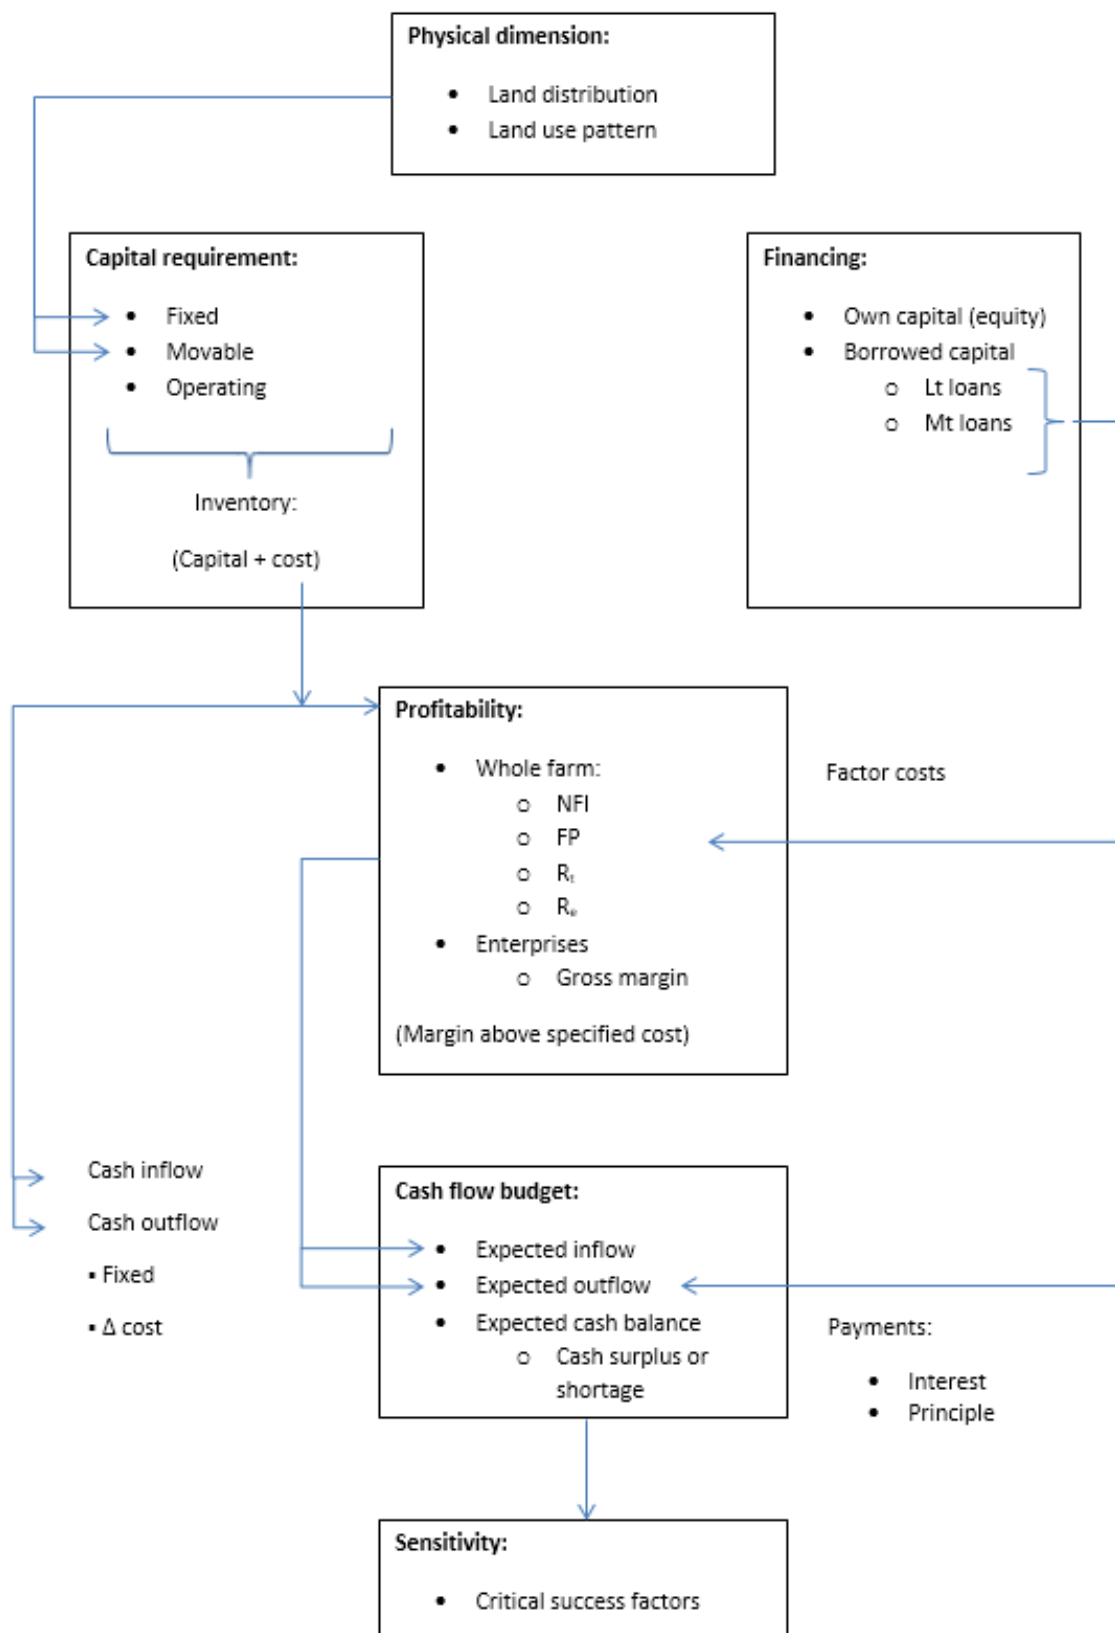 Physical dimension:
• Land distribution
• Land use pattern
Capital requirement:
• Fixed
• Movable
• Operating
Inventory:
(Capital + cost)
Financing:
• Own capital (equity)
• Borrowed capital
o Lt loans
o Mt loans
Profitability:
• Whole farm:
o NFI
o FP
o Rₜ
o Rₑ
• Enterprises
o Gross margin
(Margin above specified cost)
Factor costs
Cash inflow
Cash outflow
▪ Fixed
▪ Δ cost
Cash flow budget:
• Expected inflow
• Expected outflow
• Expected cash balance
o Cash surplus or
shortage
Payments:
• Interest
• Principle
Sensitivity:
• Critical success factors